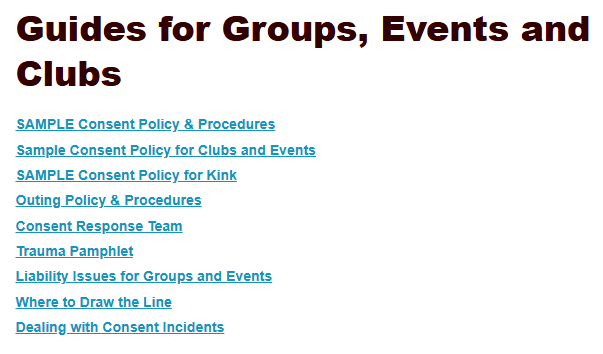 Guides for Groups, Events and
Clubs
SAMPLE Consent Policy & Procedures
Sample Consent Policy for Clubs and Events
SAMPLE Consent Policy for Kink
Outing Policy & Procedures
Consent Response Team
Trauma Pamphlet
Liability Issues for Groups and Events
Where to Draw the Line
Dealing with Consent Incidents